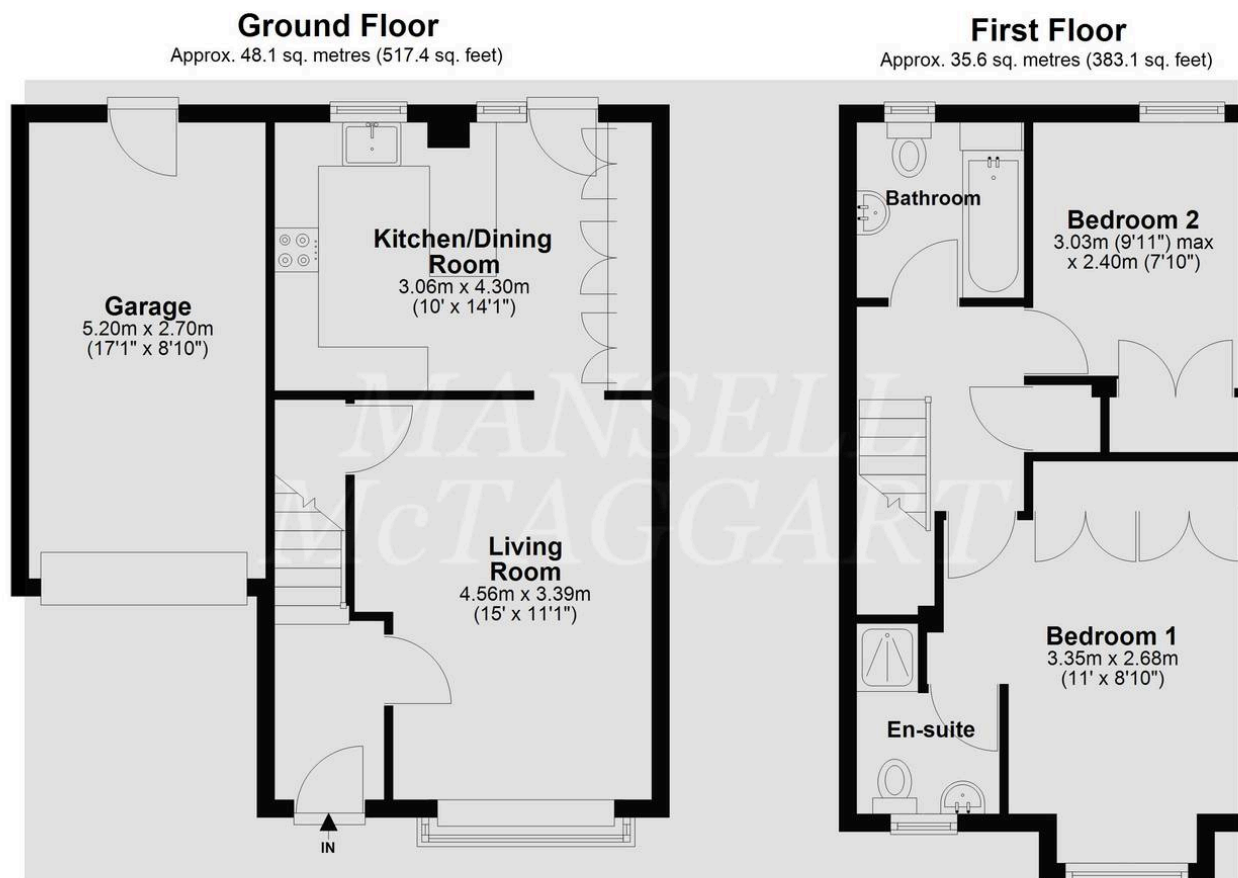 Ground Floor
Approx. 48.1 sq. metres (517.4 sq. feet)
First Floor
Approx. 35.6 sq. metres (383.1 sq. feet)
Garage
5.20m x 2.70m
(17'1" x 8'10")
Kitchen/Dining
Room
3.06m x 4.30m
(10' x 14'1")
Living
Room
4.56m x 3.39m
(15' x 11'1")
IN
Bathroom
Bedroom 2
3.03m (9'11") max
x 2.40m (7'10")
Bedroom 1
3.35m x 2.68m
(11' x 8'10")
En-suite
MANSELL
McTAGGART